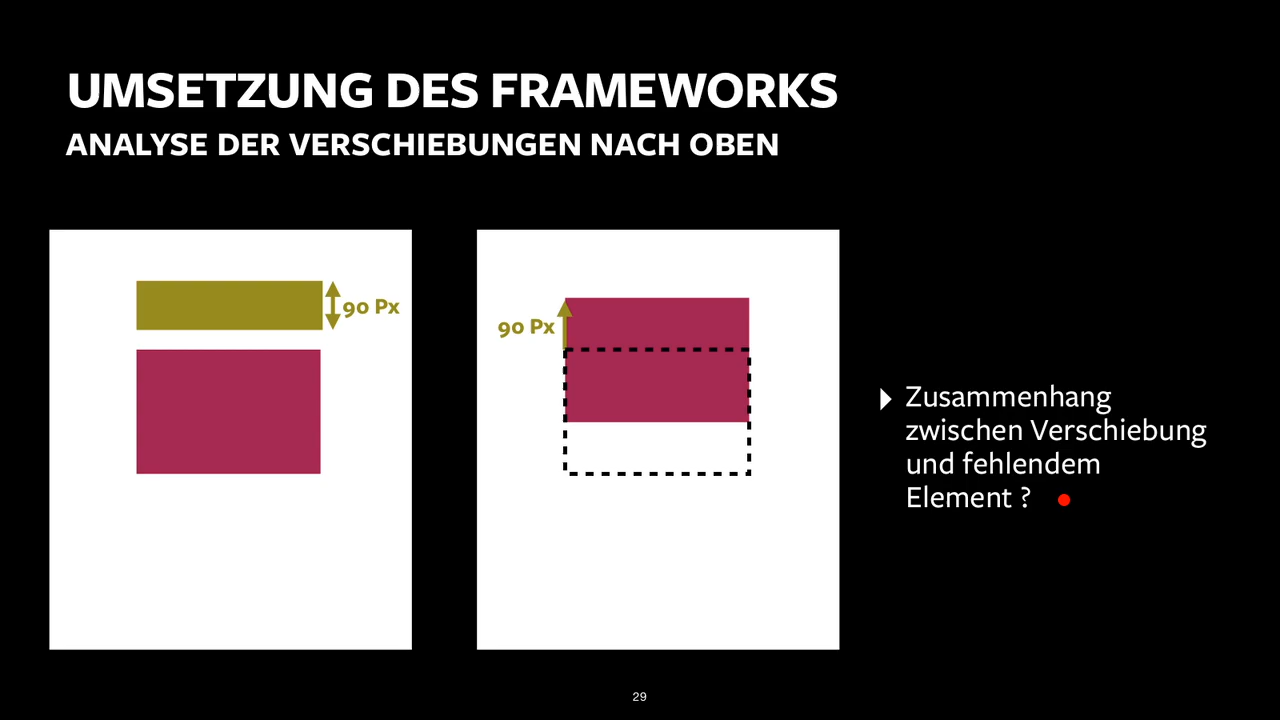 UMSETZUNG DES FRAMEWORKS
ANALYSE DER VERSCHIEBUNGEN NACH OBEN
90 Px
90 Px
Zusammenhang
zwischen Verschiebung
und fehlendem
Element ?
29